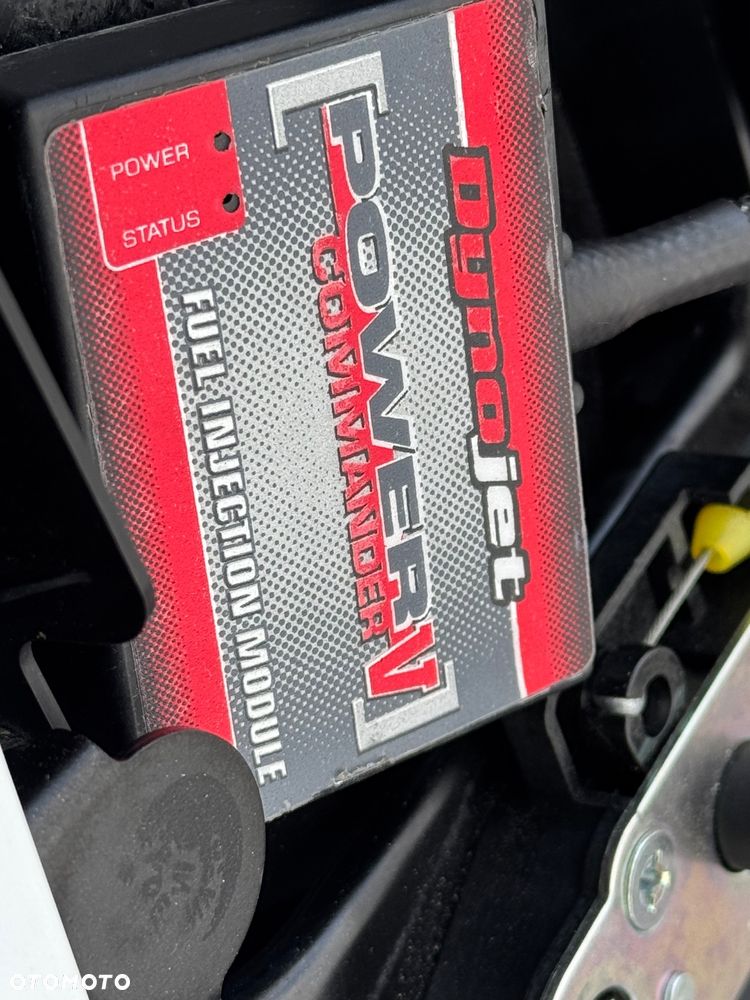 Dynojet
POWER V
COMMANDER
FUEL INJECTION MODULE
POWER
STATUS
OTOMOTO